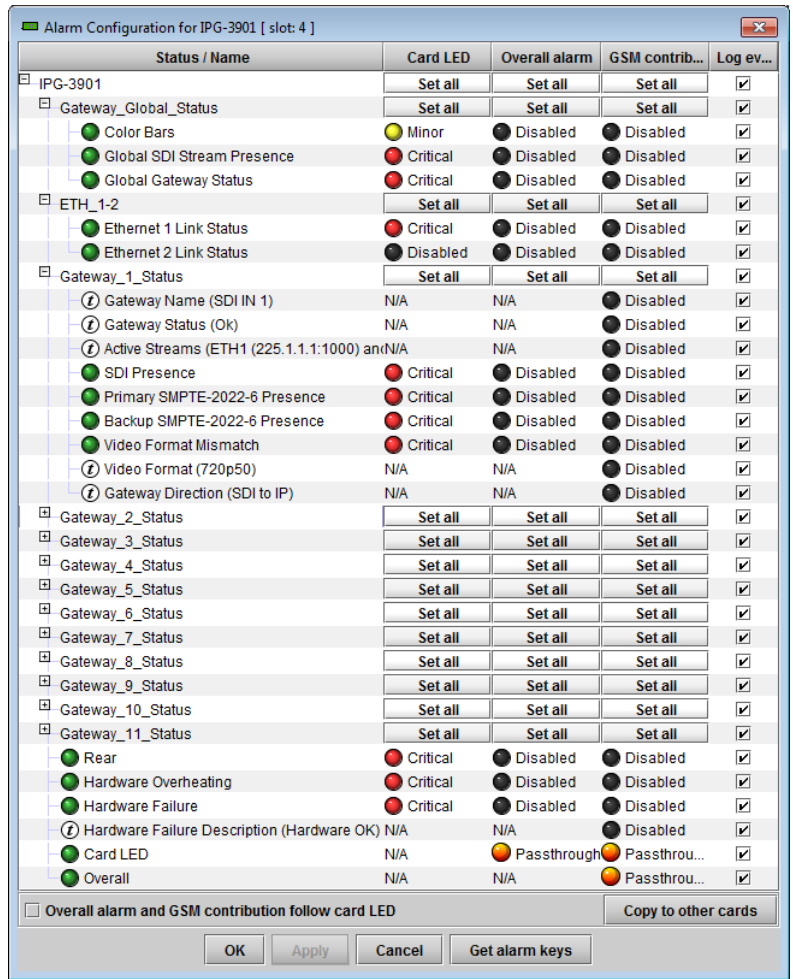 Alarm Configuration for IPG-3901 [ slot: 4 ]
Status / Name Card LED Overall alarm GSM contrib... Log ev...
IPG-3901 Set all Set all Set all
Gateway_Global_Status Set all Set all Set all
Color Bars Minor Disabled Disabled
Global SDI Stream Presence Critical Disabled Disabled
Global Gateway Status Critical Disabled Disabled
ETH_1-2 Set all Set all Set all
Ethernet 1 Link Status Critical Disabled Disabled
Ethernet 2 Link Status Disabled Disabled Disabled
Gateway_1_Status Set all Set all Set all
t Gateway Name (SDI IN 1) N/A N/A Disabled
t Gateway Status (Ok) N/A N/A Disabled
t Active Streams (ETH1 (225.1.1.1:1000) an N/A N/A Disabled
SDI Presence Critical Disabled Disabled
Primary SMPTE-2022-6 Presence Critical Disabled Disabled
Backup SMPTE-2022-6 Presence Critical Disabled Disabled
Video Format Mismatch Critical Disabled Disabled
t Video Format (720p50) N/A N/A Disabled
t Gateway Direction (SDI to IP) N/A N/A Disabled
Gateway_2_Status Set all Set all Set all
Gateway_3_Status Set all Set all Set all
Gateway_4_Status Set all Set all Set all
Gateway_5_Status Set all Set all Set all
Gateway_6_Status Set all Set all Set all
Gateway_7_Status Set all Set all Set all
Gateway_8_Status Set all Set all Set all
Gateway_9_Status Set all Set all Set all
Gateway_10_Status Set all Set all Set all
Gateway_11_Status Set all Set all Set all
Rear Critical Disabled Disabled
Hardware Overheating Critical Disabled Disabled
Hardware Failure Critical Disabled Disabled
t Hardware Failure Description (Hardware OK) N/A N/A Disabled
Card LED N/A Passthrough Passthrou...
Overall N/A N/A Passthrou...
Overall alarm and GSM contribution follow card LED Copy to other cards
OK Apply Cancel Get alarm keys